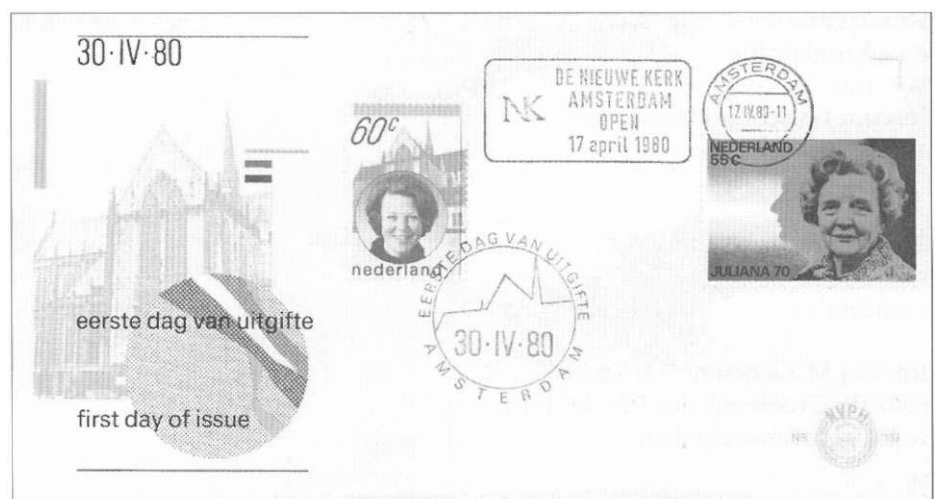 30·IV·80
eerste dag van uitgifte
first day of issue
60c
nederland
EERSTE DAG VAN UITGIFTE
30·IV·80
AMSTERDAM
NK
DE NIEUWE KERK
AMSTERDAM
OPEN
17 april 1980
AMSTERDAM
17.IV.80-11
NEDERLAND
55C
JULIANA 70
NVPH